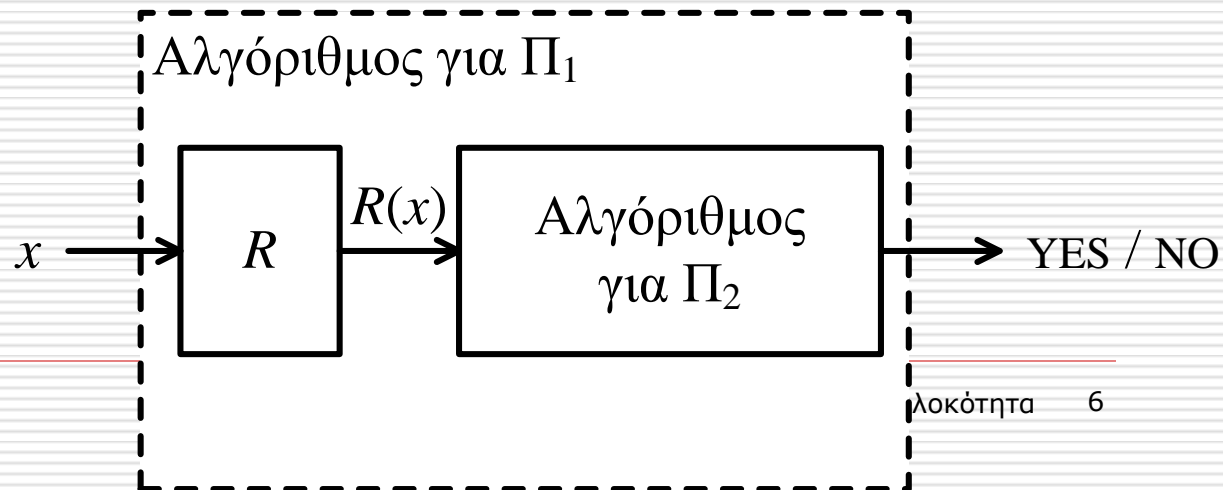 Αλγόριθμος για Π₁
x
R
R(x)
Αλγόριθμος
για Π₂
YES / NO
λοκότητα 6